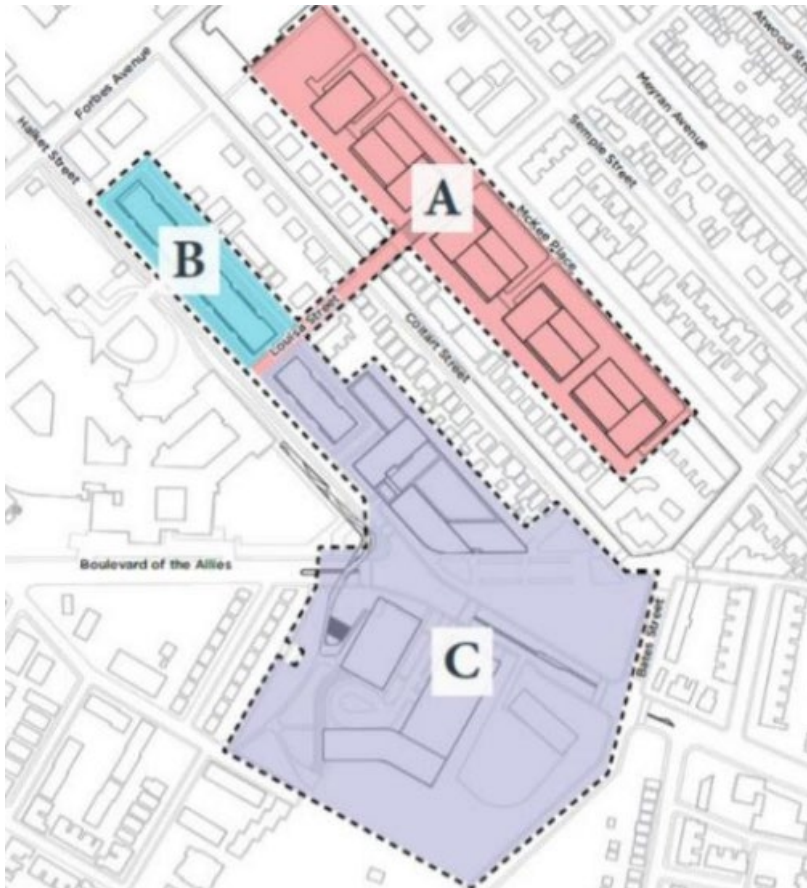 Atwood Stre
Forbes Avenue
Meyran Avenue
Halket Street
Semple Street
A
McKee Place
B
Louisa Street
Coltart Street
Boulevard of the Allies
C
Bates Street